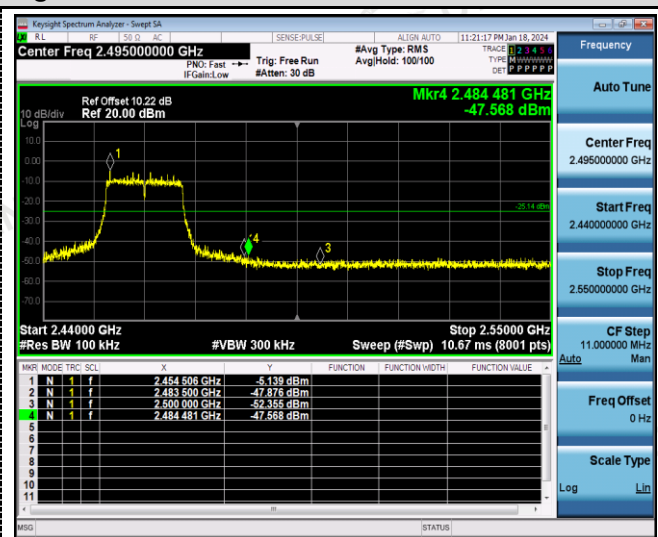 Keysight Spectrum Analyzer - Swept SA
RL RF 50 Ω AC SENSE:PULSE ALIGN AUTO 11:21:17 PM Jan 18, 2024
Center Freq 2.495000000 GHz #Avg Type: RMS TRACE 1 2 3 4 5 6
PNO: Fast Trig: Free Run Avg|Hold: 100/100 TYPE M WWWWW
IFGain:Low #Atten: 30 dB DET P P P P P P
Mkr4 2.484 481 GHz
Ref Offset 10.22 dB
10 dB/div Ref 20.00 dBm -47.568 dBm
Log
10.0
0.00
-10.0
-20.0
-30.0
-40.0
-50.0
-60.0
-70.0
1
-25.14 dBm
4
3
Start 2.44000 GHz Stop 2.55000 GHz
#Res BW 100 kHz #VBW 300 kHz Sweep (#Swp) 10.67 ms (8001 pts)
MKR MODE TRC SCL X Y FUNCTION FUNCTION WIDTH FUNCTION VALUE
1 N 1 f 2.454 506 GHz -5.139 dBm
2 N 1 f 2.483 500 GHz -47.876 dBm
3 N 1 f 2.500 000 GHz -52.355 dBm
4 N 1 f 2.484 481 GHz -47.568 dBm
5
6
7
8
9
10
11
MSG STATUS
Frequency
Auto Tune
Center Freq
2.495000000 GHz
Start Freq
2.440000000 GHz
Stop Freq
2.550000000 GHz
CF Step
11.000000 MHz
Auto Man
Freq Offset
0 Hz
Scale Type
Log Lin